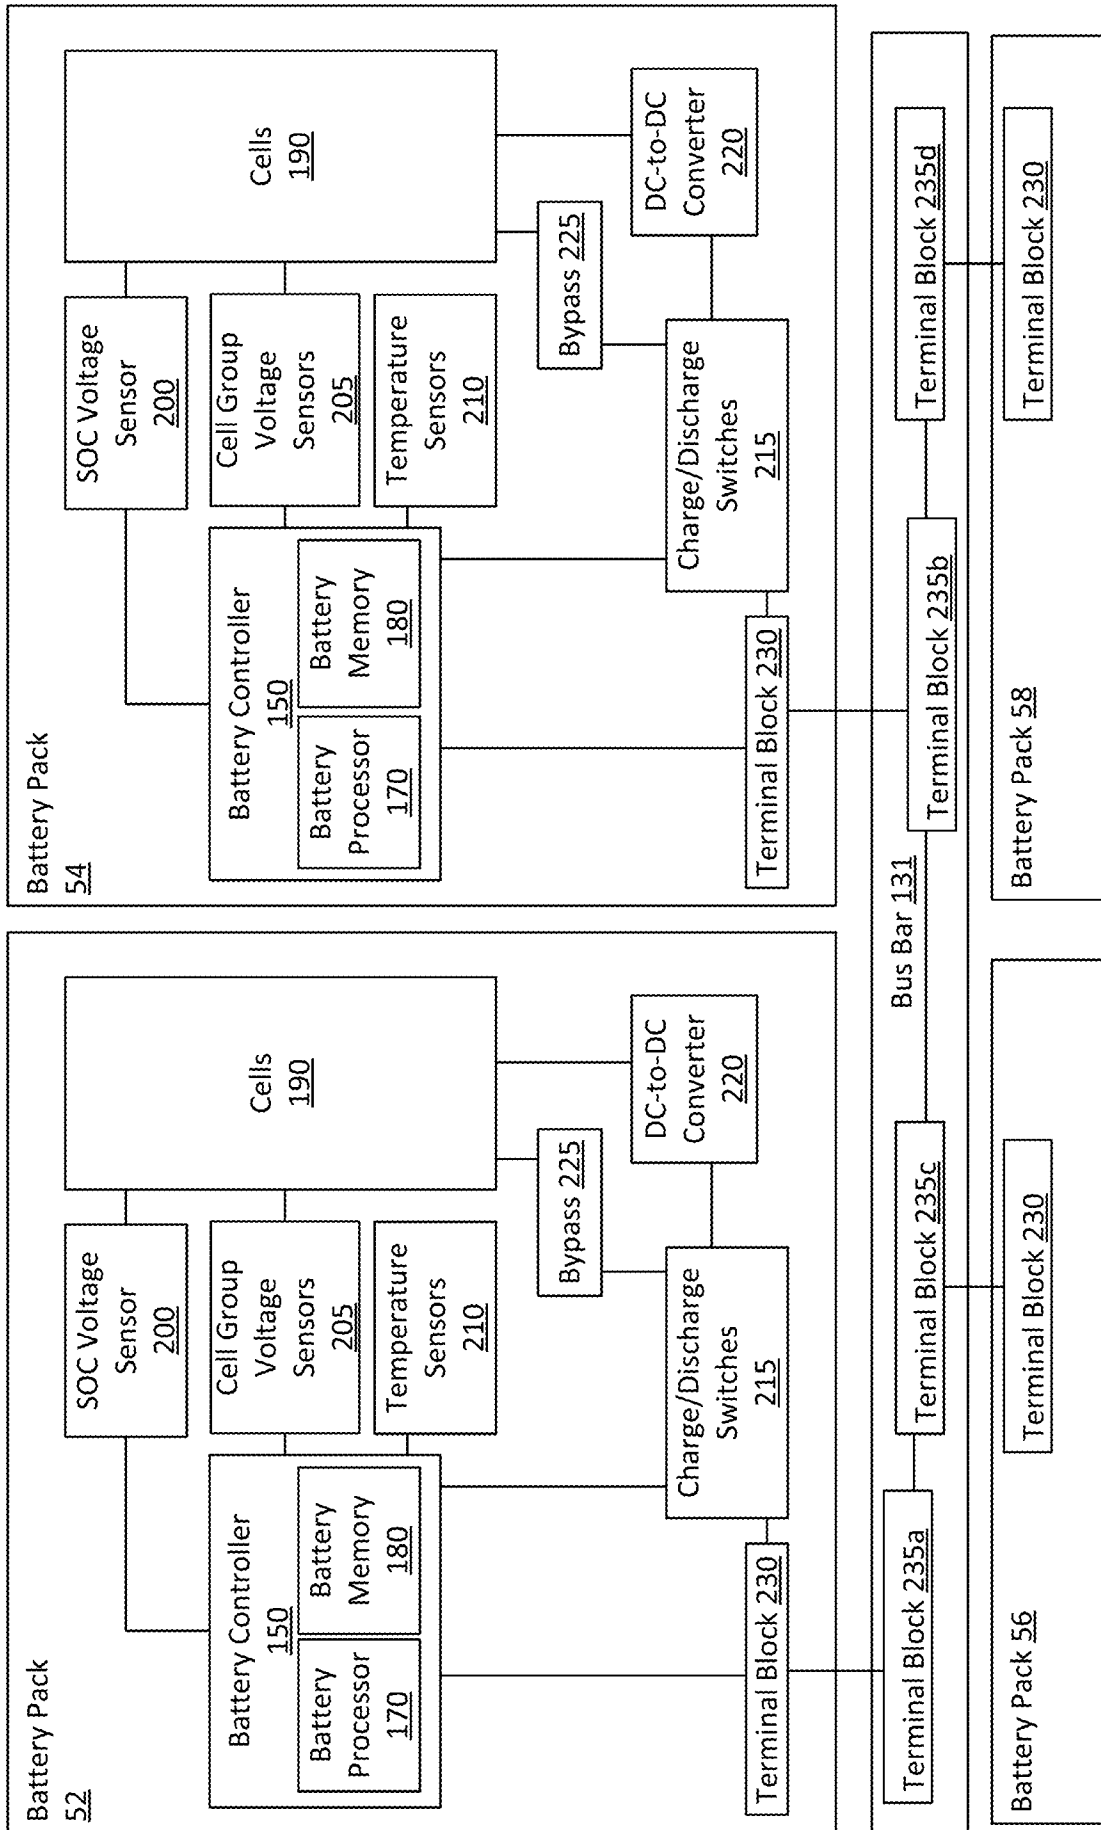 Battery Pack
52
Battery Controller
150
Battery
Processor
170
Battery
Memory
180
SOC Voltage
Sensor
200
Cell Group
Voltage
Sensors
205
Temperature
Sensors
210
Cells
190
Bypass 225
DC-to-DC
Converter
220
Charge/Discharge
Switches
215
Terminal Block 230
Battery Pack
54
Battery Controller
150
Battery
Processor
170
Battery
Memory
180
SOC Voltage
Sensor
200
Cell Group
Voltage
Sensors
205
Temperature
Sensors
210
Cells
190
Bypass 225
DC-to-DC
Converter
220
Charge/Discharge
Switches
215
Terminal Block 230
Terminal Block 235a
Terminal Block 235c
Bus Bar 131
Terminal Block 235b
Terminal Block 235d
Battery Pack 56
Terminal Block 230
Battery Pack 58
Terminal Block 230